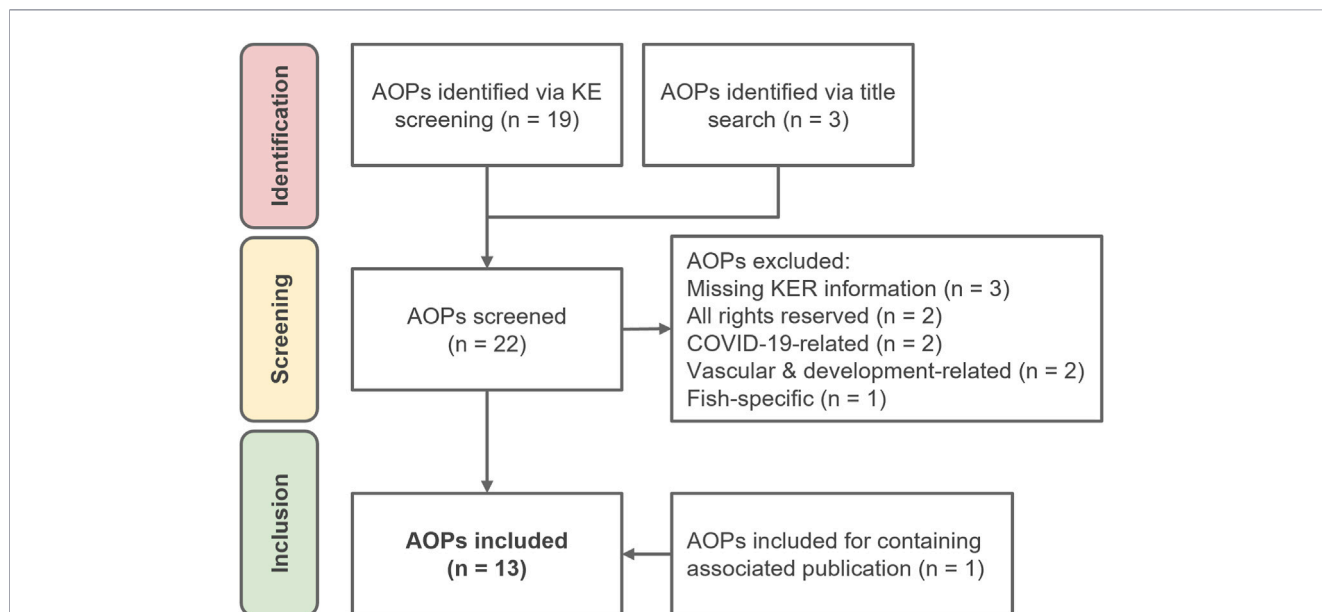 Identification
AOPs identified via KE
screening (n = 19)
AOPs identified via title
search (n = 3)
Screening
AOPs screened
(n = 22)
AOPs excluded:
Missing KER information (n = 3)
All rights reserved (n = 2)
COVID-19-related (n = 2)
Vascular & development-related (n = 2)
Fish-specific (n = 1)
Inclusion
AOPs included
(n = 13)
AOPs included for containing
associated publication (n = 1)